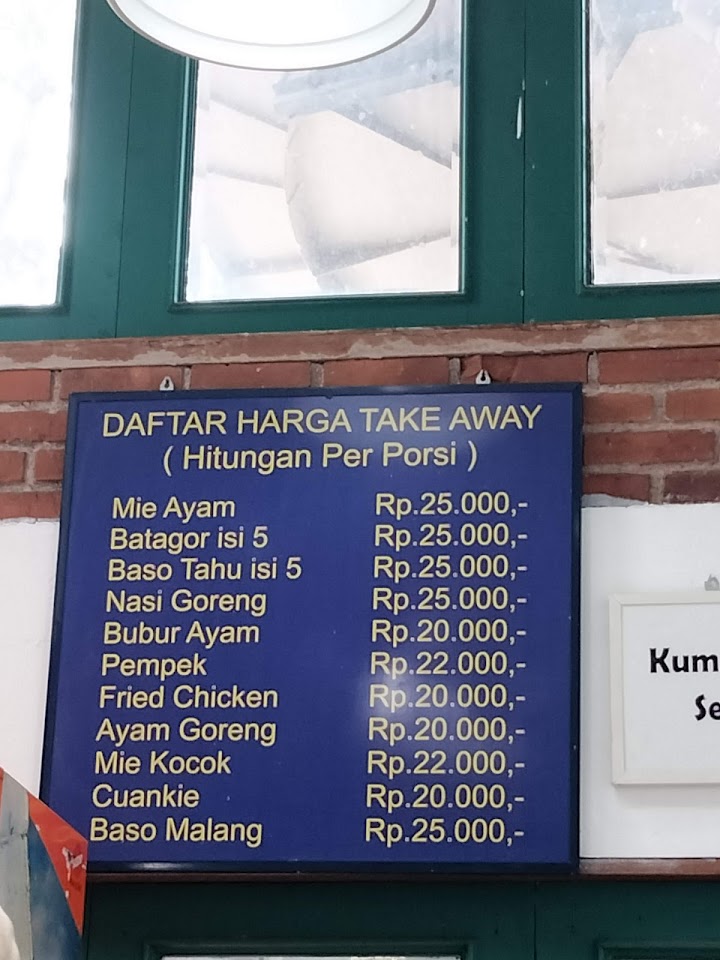 DAFTAR HARGA TAKE AWAY
( Hitungan Per Porsi )
Mie Ayam Rp.25.000,-
Batagor isi 5 Rp.25.000,-
Baso Tahu isi 5 Rp.25.000,-
Nasi Goreng Rp.25.000,-
Bubur Ayam Rp.20.000,-
Pempek Rp.22.000,-
Fried Chicken Rp.20.000,-
Ayam Goreng Rp.20.000,-
Mie Kocok Rp.22.000,-
Cuankie Rp.20.000,-
Baso Malang Rp.25.000,-
Kum
Se